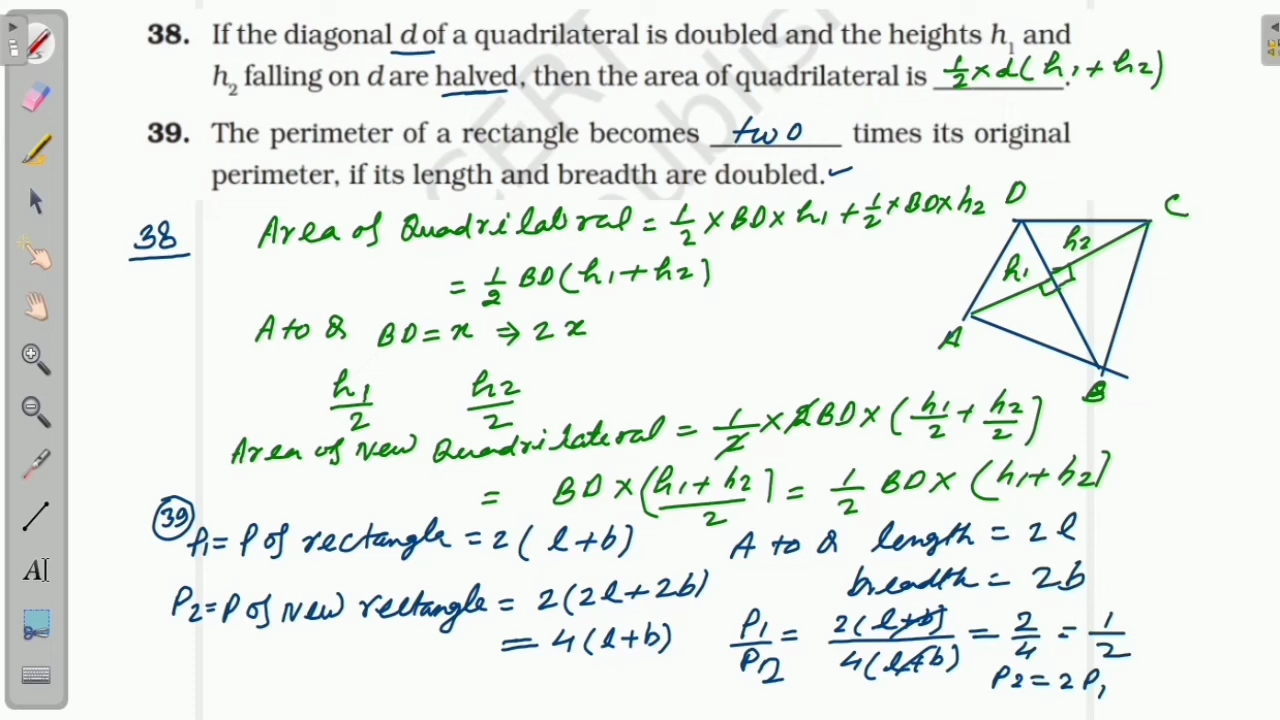 38. If the diagonal d of a quadrilateral is doubled and the heights h₁ and
h₂ falling on d are halved, then the area of quadrilateral is 1/2 × d(h₁ + h₂).
39. The perimeter of a rectangle becomes two times its original
perimeter, if its length and breadth are doubled.
38 Area of Quadrilateral = 1/2 × BD × h₁ + 1/2 × BD × h₂
= 1/2 BD (h₁ + h₂)
A to Q BD = x ⇒ 2x
h₁/2 h₂/2
Area of New Quadrilateral = 1/2 × 2BD × (h₁/2 + h₂/2)
= BD × (h₁ + h₂)/2 = 1/2 BD × (h₁ + h₂)
D C
h₂
h₁
A
B
39 P₁ = P of rectangle = 2(l + b)
P₂ = P of New rectangle = 2(2l + 2b)
= 4(l + b)
A to Q length = 2l
breadth = 2b
P₁/P₂ = 2(l+b)/4(l+b) = 2/4 = 1/2
P₂ = 2P₁
AI